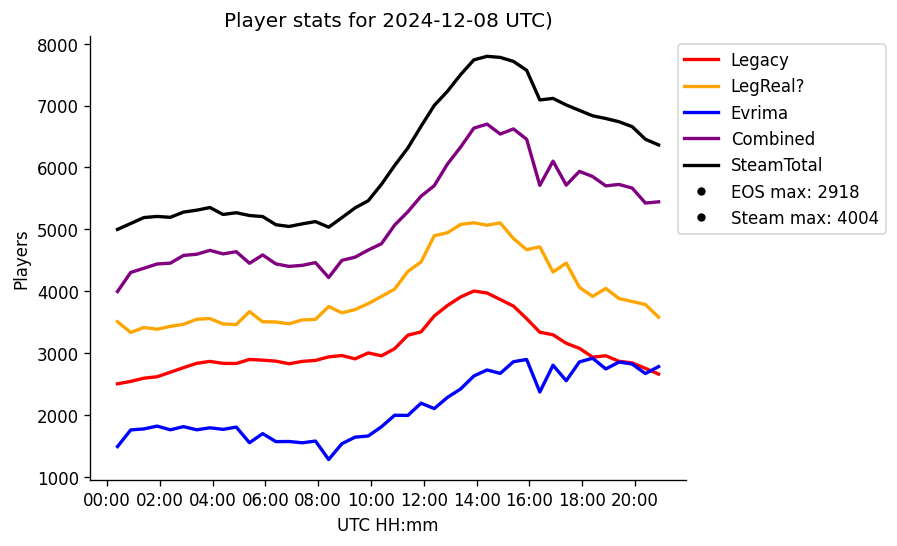 Player stats for 2024-12-08 UTC)
8000
7000
6000
5000
4000
3000
2000
1000
Players
00:00 02:00 04:00 06:00 08:00 10:00 12:00 14:00 16:00 18:00 20:00
UTC HH:mm
Legacy
LegReal?
Evrima
Combined
SteamTotal
EOS max: 2918
Steam max: 4004